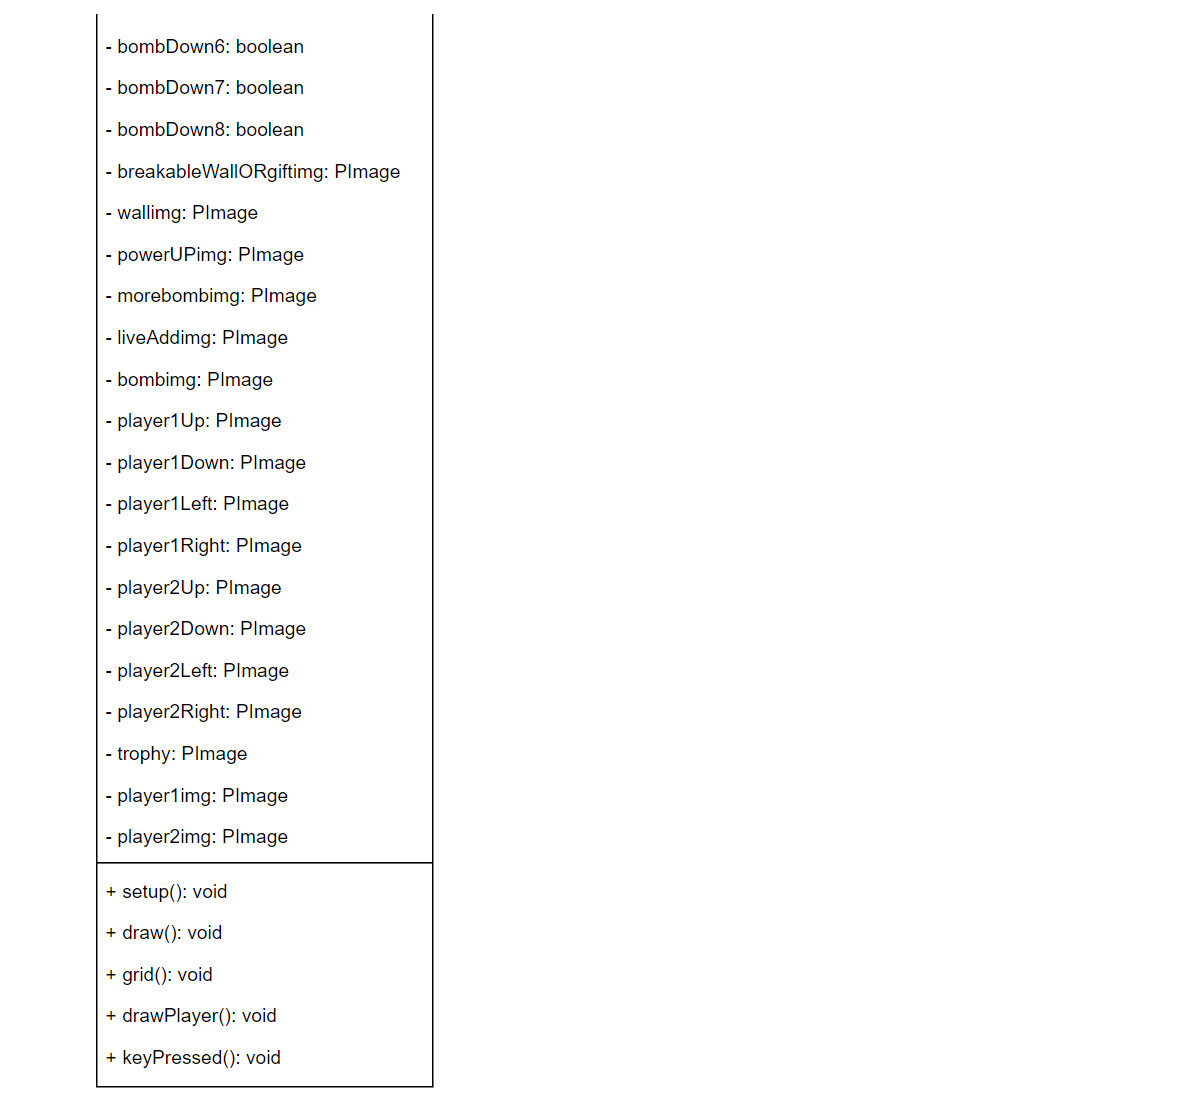 - bombDown6: boolean
- bombDown7: boolean
- bombDown8: boolean
- breakableWallORgiftimg: PImage
- wallimg: PImage
- powerUPimg: PImage
- morebombimg: PImage
- liveAddimg: PImage
- bombimg: PImage
- player1Up: PImage
- player1Down: PImage
- player1Left: PImage
- player1Right: PImage
- player2Up: PImage
- player2Down: PImage
- player2Left: PImage
- player2Right: PImage
- trophy: PImage
- player1img: PImage
- player2img: PImage
+ setup(): void
+ draw(): void
+ grid(): void
+ drawPlayer(): void
+ keyPressed(): void